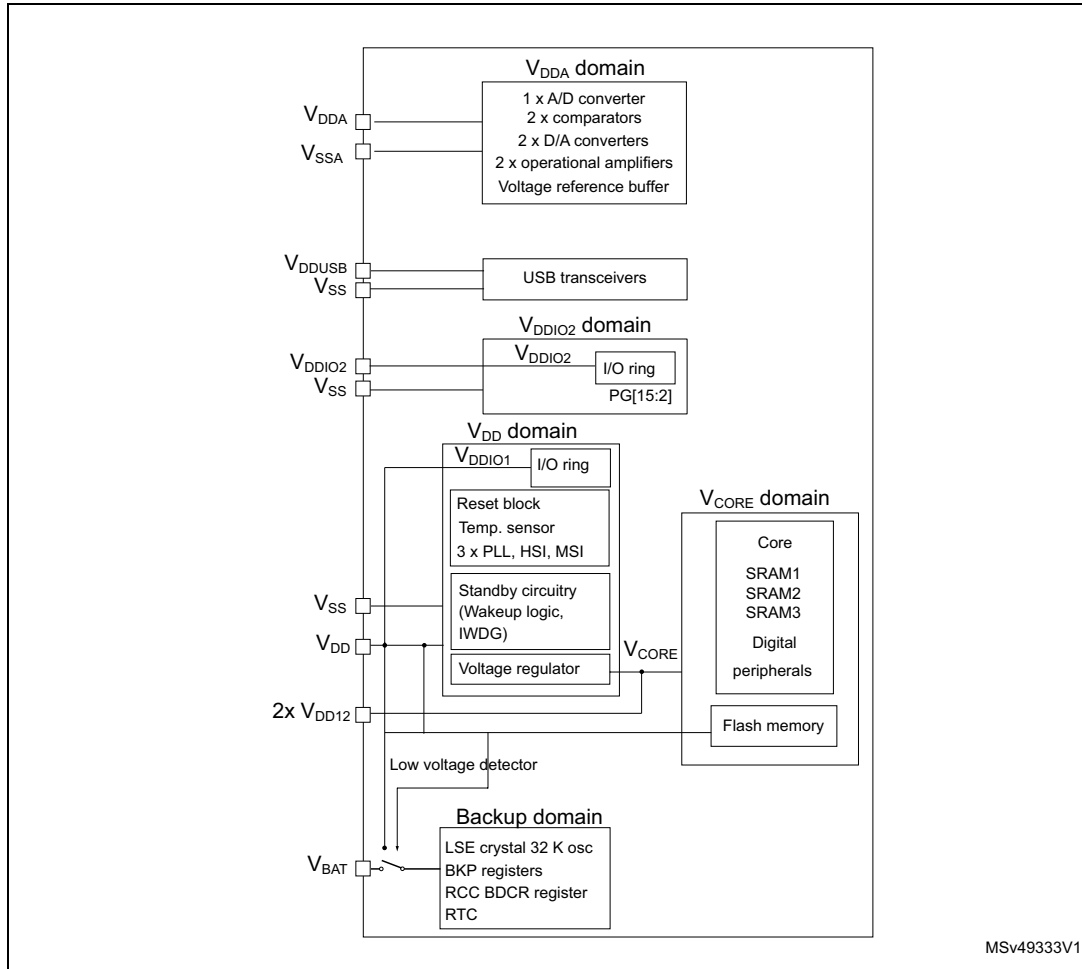 VDDA domain
1 x A/D converter
2 x comparators
2 x D/A converters
2 x operational amplifiers
Voltage reference buffer
VDDA
VSSA
VDDUSB
VSS
USB transceivers
VDDIO2 domain
VDDIO2
VSS
VDDIO2
I/O ring
PG[15:2]
VDD domain
VDDIO1
I/O ring
Reset block
Temp. sensor
3 x PLL, HSI, MSI
Standby circuitry
(Wakeup logic,
IWDG)
Voltage regulator
VSS
VDD
2x VDD12
VCORE
VCORE domain
Core
SRAM1
SRAM2
SRAM3
Digital
peripherals
Flash memory
Low voltage detector
Backup domain
VBAT
LSE crystal 32 K osc
BKP registers
RCC BDCR register
RTC
MSv49333V1